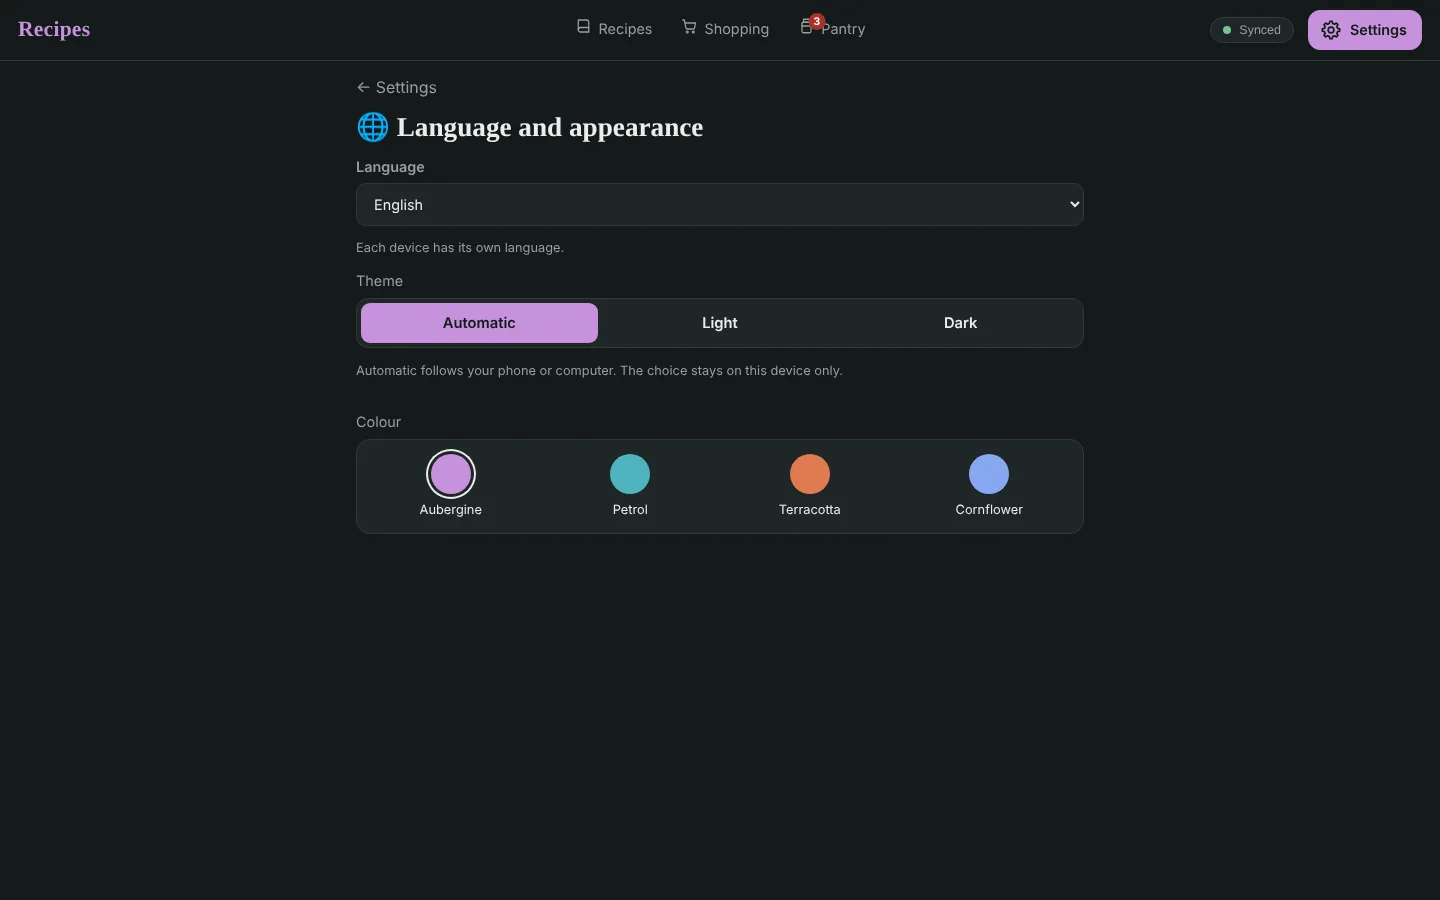 Recipes
Recipes
Shopping
3
Pantry
Synced
Settings
← Settings
🌐 Language and appearance
Language
English
Each device has its own language.
Theme
Automatic
Light
Dark
Automatic follows your phone or computer. The choice stays on this device only.
Colour
Aubergine
Petrol
Terracotta
Cornflower